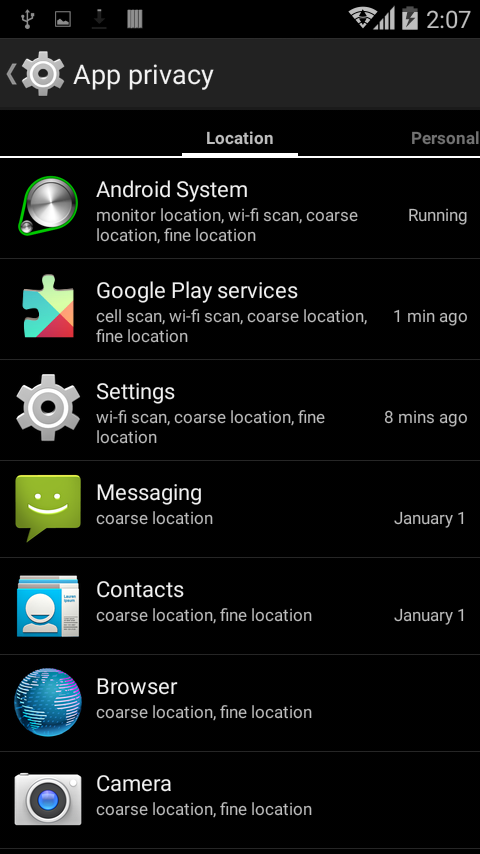 2:07
App privacy
Location
Personal
Android System
monitor location, wi-fi scan, coarse
location, fine location
Running
Google Play services
cell scan, wi-fi scan, coarse location,
fine location
1 min ago
Settings
wi-fi scan, coarse location, fine
location
8 mins ago
Messaging
coarse location
January 1
Contacts
coarse location, fine location
January 1
Browser
coarse location, fine location
Camera
coarse location, fine location